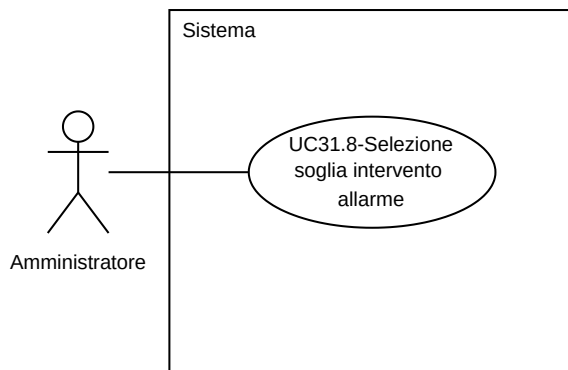 Sistema
UC31.8-Selezione
soglia intervento
allarme
Amministratore